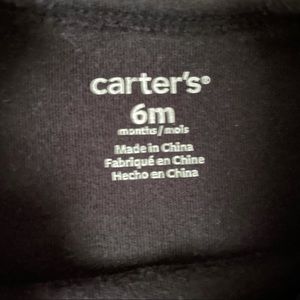 carter's®
6m
months/mois
Made in China
Fabriqué en Chine
Hecho en China